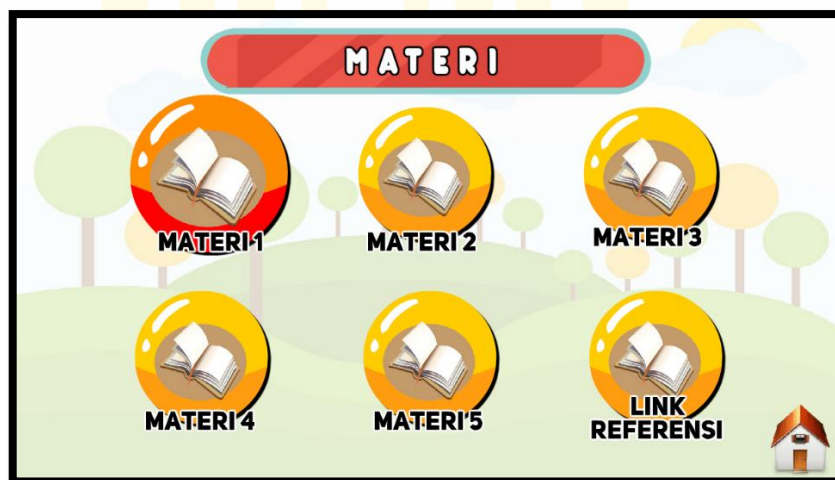 MATERI
MATERI 1
MATERI 2
MATERI 3
MATERI 4
MATERI 5
LINK
REFERENSI